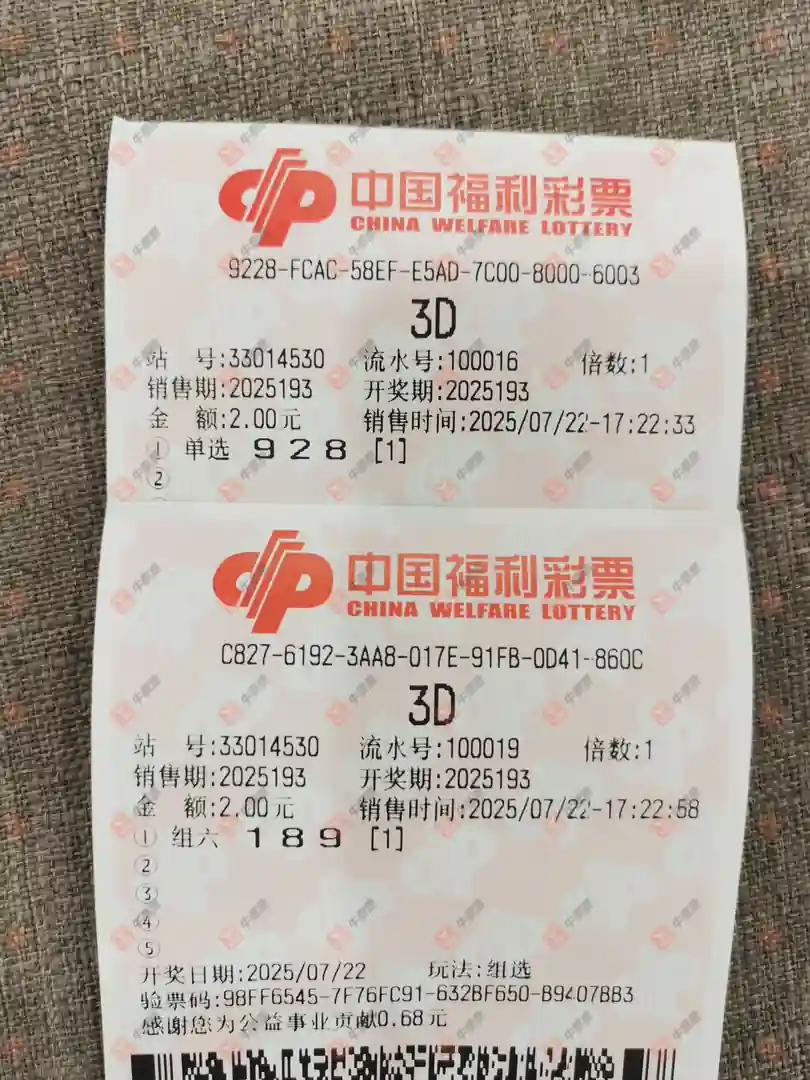 中国福利彩票
CHINA WELFARE LOTTERY
9228-FCAC-58EF-E5AD-7C00-8000-6003
3D
站 号:33014530 流水号:100016 倍数:1
销售期:2025193 开奖期:2025193
金 额:2.00元 销售时间:2025/07/22-17:22:33
① 单选 9 2 8 [1]
②
中国福利彩票
CHINA WELFARE LOTTERY
C827-6192-3AA8-017E-91FB-0D41-860C
3D
站 号:33014530 流水号:100019 倍数:1
销售期:2025193 开奖期:2025193
金 额:2.00元 销售时间:2025/07/22-17:22:58
① 组六 1 8 9 [1]
②
③
④
⑤
开奖日期:2025/07/22 玩法:组选
验票码:98FF6545-7F76FC91-632BF650-B9407BB3
感谢您为公益事业贡献0.68元